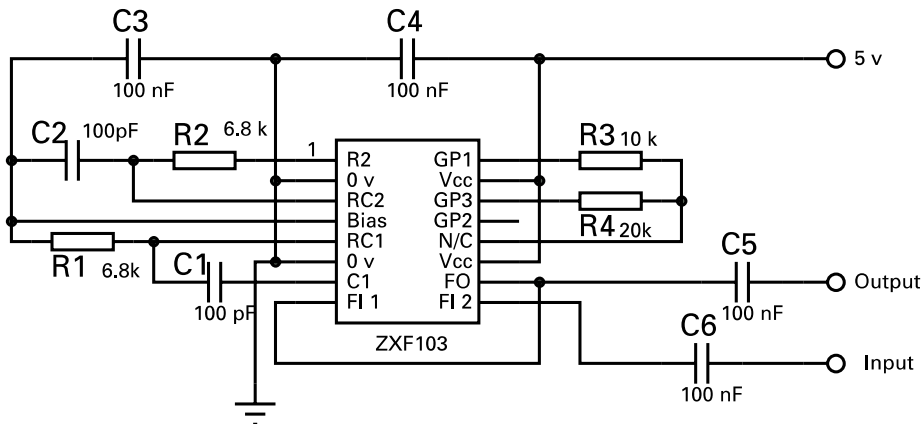 C3
100 nF
C4
100 nF
5 v
C2
100pF
R2
6.8 k
1
R3
10 k
R2
0 v
RC2
Bias
RC1
0 v
C1
FI 1
GP1
Vcc
GP3
GP2
N/C
Vcc
FO
FI 2
R4
20k
R1
6.8k
C1
100 pF
C5
100 nF
Output
ZXF103
C6
100 nF
Input